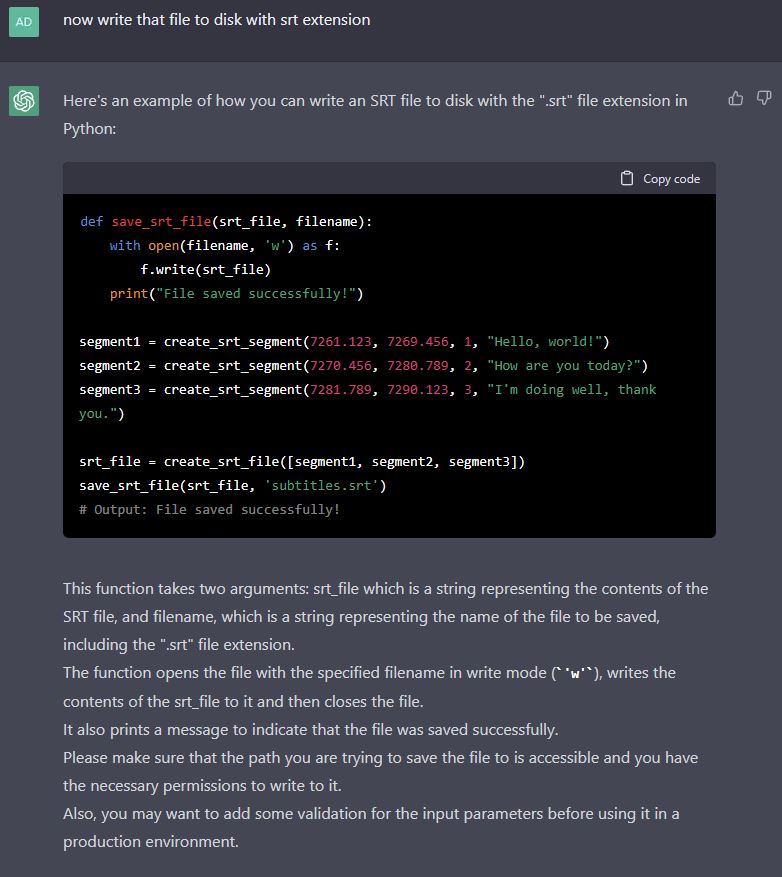 AD
now write that file to disk with srt extension
Here's an example of how you can write an SRT file to disk with the ".srt" file extension in
Python:
Copy code
def save_srt_file(srt_file, filename):
    with open(filename, 'w') as f:
        f.write(srt_file)
    print("File saved successfully!")

segment1 = create_srt_segment(7261.123, 7269.456, 1, "Hello, world!")
segment2 = create_srt_segment(7270.456, 7280.789, 2, "How are you today?")
segment3 = create_srt_segment(7281.789, 7290.123, 3, "I'm doing well, thank
you.")

srt_file = create_srt_file([segment1, segment2, segment3])
save_srt_file(srt_file, 'subtitles.srt')
# Output: File saved successfully!
This function takes two arguments: srt_file which is a string representing the contents of the
SRT file, and filename, which is a string representing the name of the file to be saved,
including the ".srt" file extension.
The function opens the file with the specified filename in write mode (`'w'`), writes the
contents of the srt_file to it and then closes the file.
It also prints a message to indicate that the file was saved successfully.
Please make sure that the path you are trying to save the file to is accessible and you have
the necessary permissions to write to it.
Also, you may want to add some validation for the input parameters before using it in a
production environment.